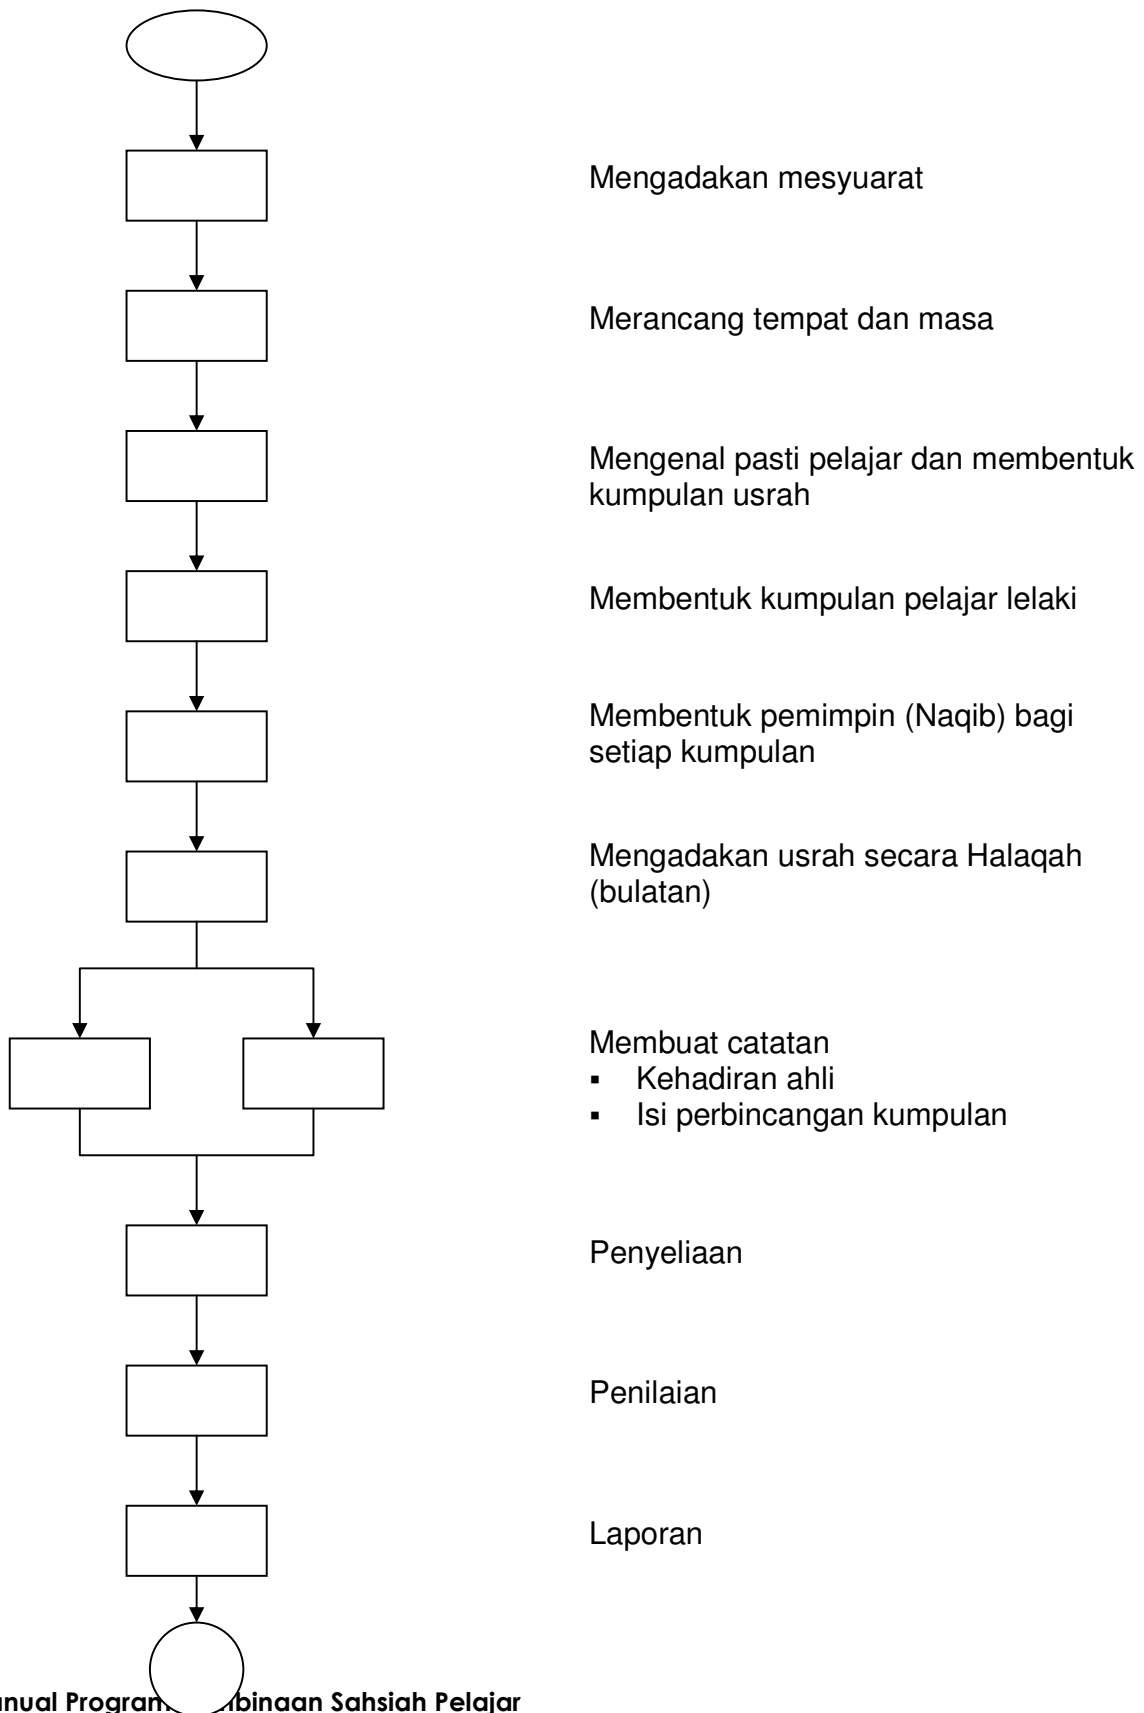 Mengadakan mesyuarat
Merancang tempat dan masa
Mengenal pasti pelajar dan membentuk
kumpulan usrah
Membentuk kumpulan pelajar lelaki
Membentuk pemimpin (Naqib) bagi
setiap kumpulan
Mengadakan usrah secara Halaqah
(bulatan)
Membuat catatan
▪ Kehadiran ahli
▪ Isi perbincangan kumpulan
Penyeliaan
Penilaian
Laporan
Sahsiah Pelajar